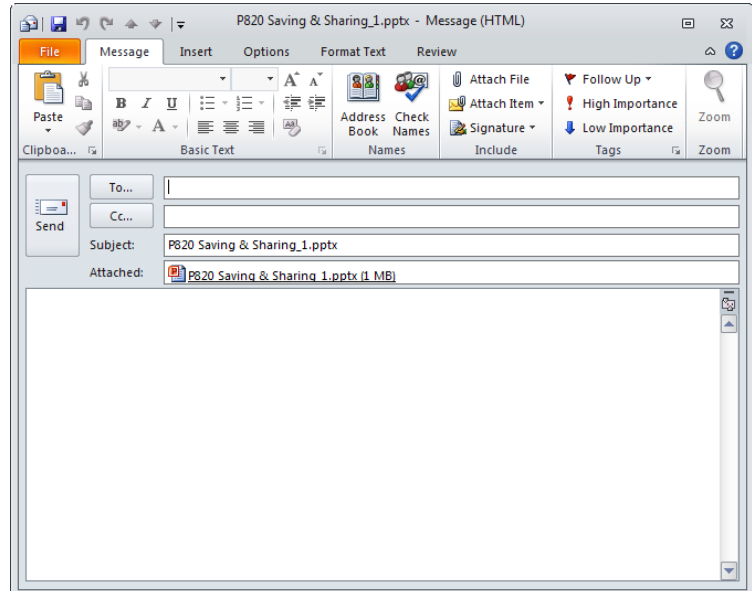 P820 Saving & Sharing_1.pptx - Message (HTML)
File Message Insert Options Format Text Review
Paste
B I U
A A
ab A
Aa
Address Book
Check Names
Attach File
Attach Item
Signature
Follow Up
High Importance
Low Importance
Zoom
Clipboa... Basic Text Names Include Tags Zoom
Send
To...
Cc...
Subject: P820 Saving & Sharing_1.pptx
Attached: P820 Saving & Sharing_1.pptx (1 MB)